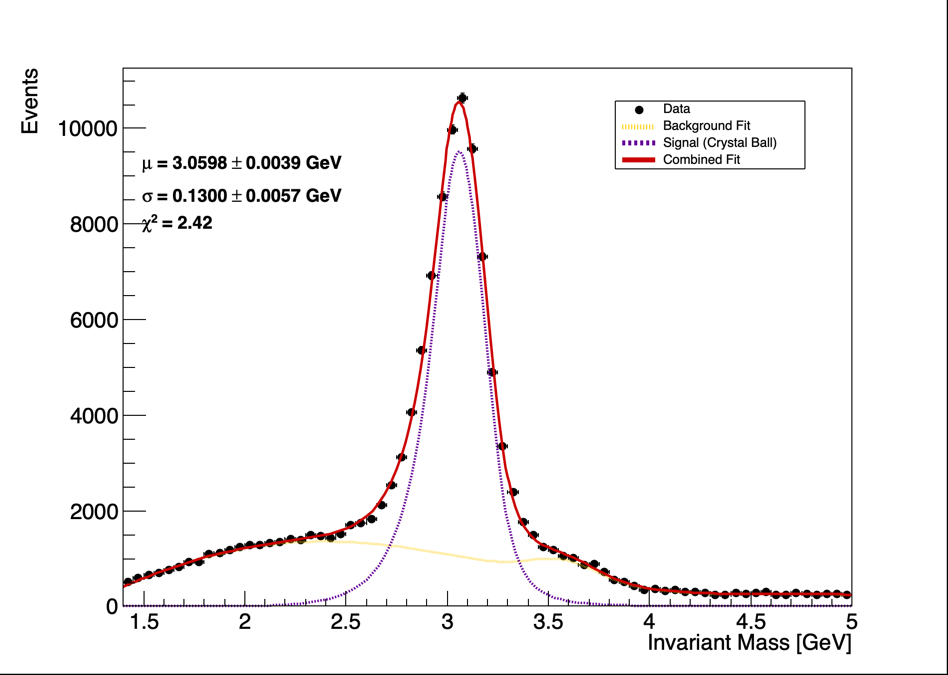 Events
10000
8000
6000
4000
2000
0
μ = 3.0598 ± 0.0039 GeV
σ = 0.1300 ± 0.0057 GeV
χ² = 2.42
Data
Background Fit
Signal (Crystal Ball)
Combined Fit
1.5 2 2.5 3 3.5 4 4.5 5
Invariant Mass [GeV]